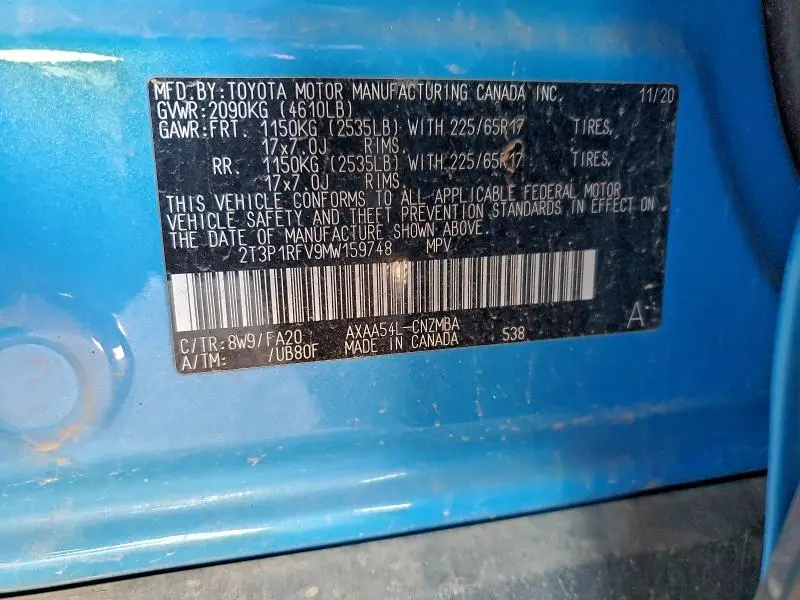 MFD.BY:TOYOTA MOTOR MANUFACTURING CANADA INC. 11/20
GVWR:2090KG (4610LB)
GAWR:FRT. 1150KG (2535LB) WITH 225/65R17 TIRES,
17x7.0J RIMS.
RR. 1150KG (2535LB) WITH 225/65R17 TIRES,
17x7.0J RIMS.
THIS VEHICLE CONFORMS TO ALL APPLICABLE FEDERAL MOTOR
VEHICLE SAFETY AND THEFT PREVENTION STANDARDS IN EFFECT ON
THE DATE OF MANUFACTURE SHOWN ABOVE.
2T3P1RFV9MW159748 MPV
C/TR:8W9/FA20 AXAA54L-CNZMBA 538 A
A/TM: /UB80F MADE IN CANADA